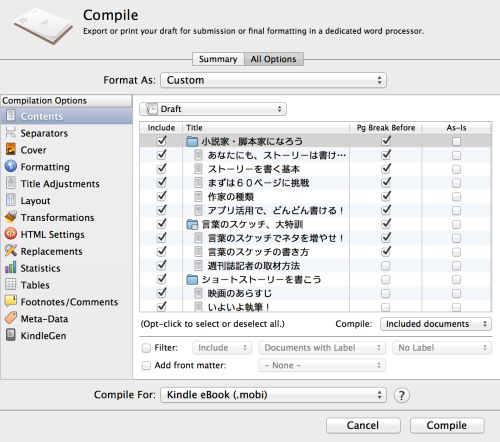 Compile
Export or print your draft for submission or final formatting in a dedicated word processor.
Summary
All Options
Format As: Custom
Compilation Options
Contents
Separators
Cover
Formatting
Title Adjustments
Layout
Transformations
HTML Settings
Replacements
Statistics
Tables
Footnotes/Comments
Meta-Data
KindleGen
Draft
Include Title Pg Break Before As-Is
小説家・脚本家になろう
あなたにも、ストーリーは書け…
ストーリーを書く基本
まずは６０ページに挑戦
作家の種類
アプリ活用で、どんどん書ける！
言葉のスケッチ、大特訓
言葉のスケッチでネタを増やせ！
言葉のスケッチの書き方
週刊誌記者の取材方法
ショートストーリーを書こう
映画のあらすじ
いよいよ執筆！
(Opt-click to select or deselect all.) Compile: Included documents
Filter: Include Documents with Label No Label
Add front matter: - None -
Compile For: Kindle eBook (.mobi) ?
Cancel Compile